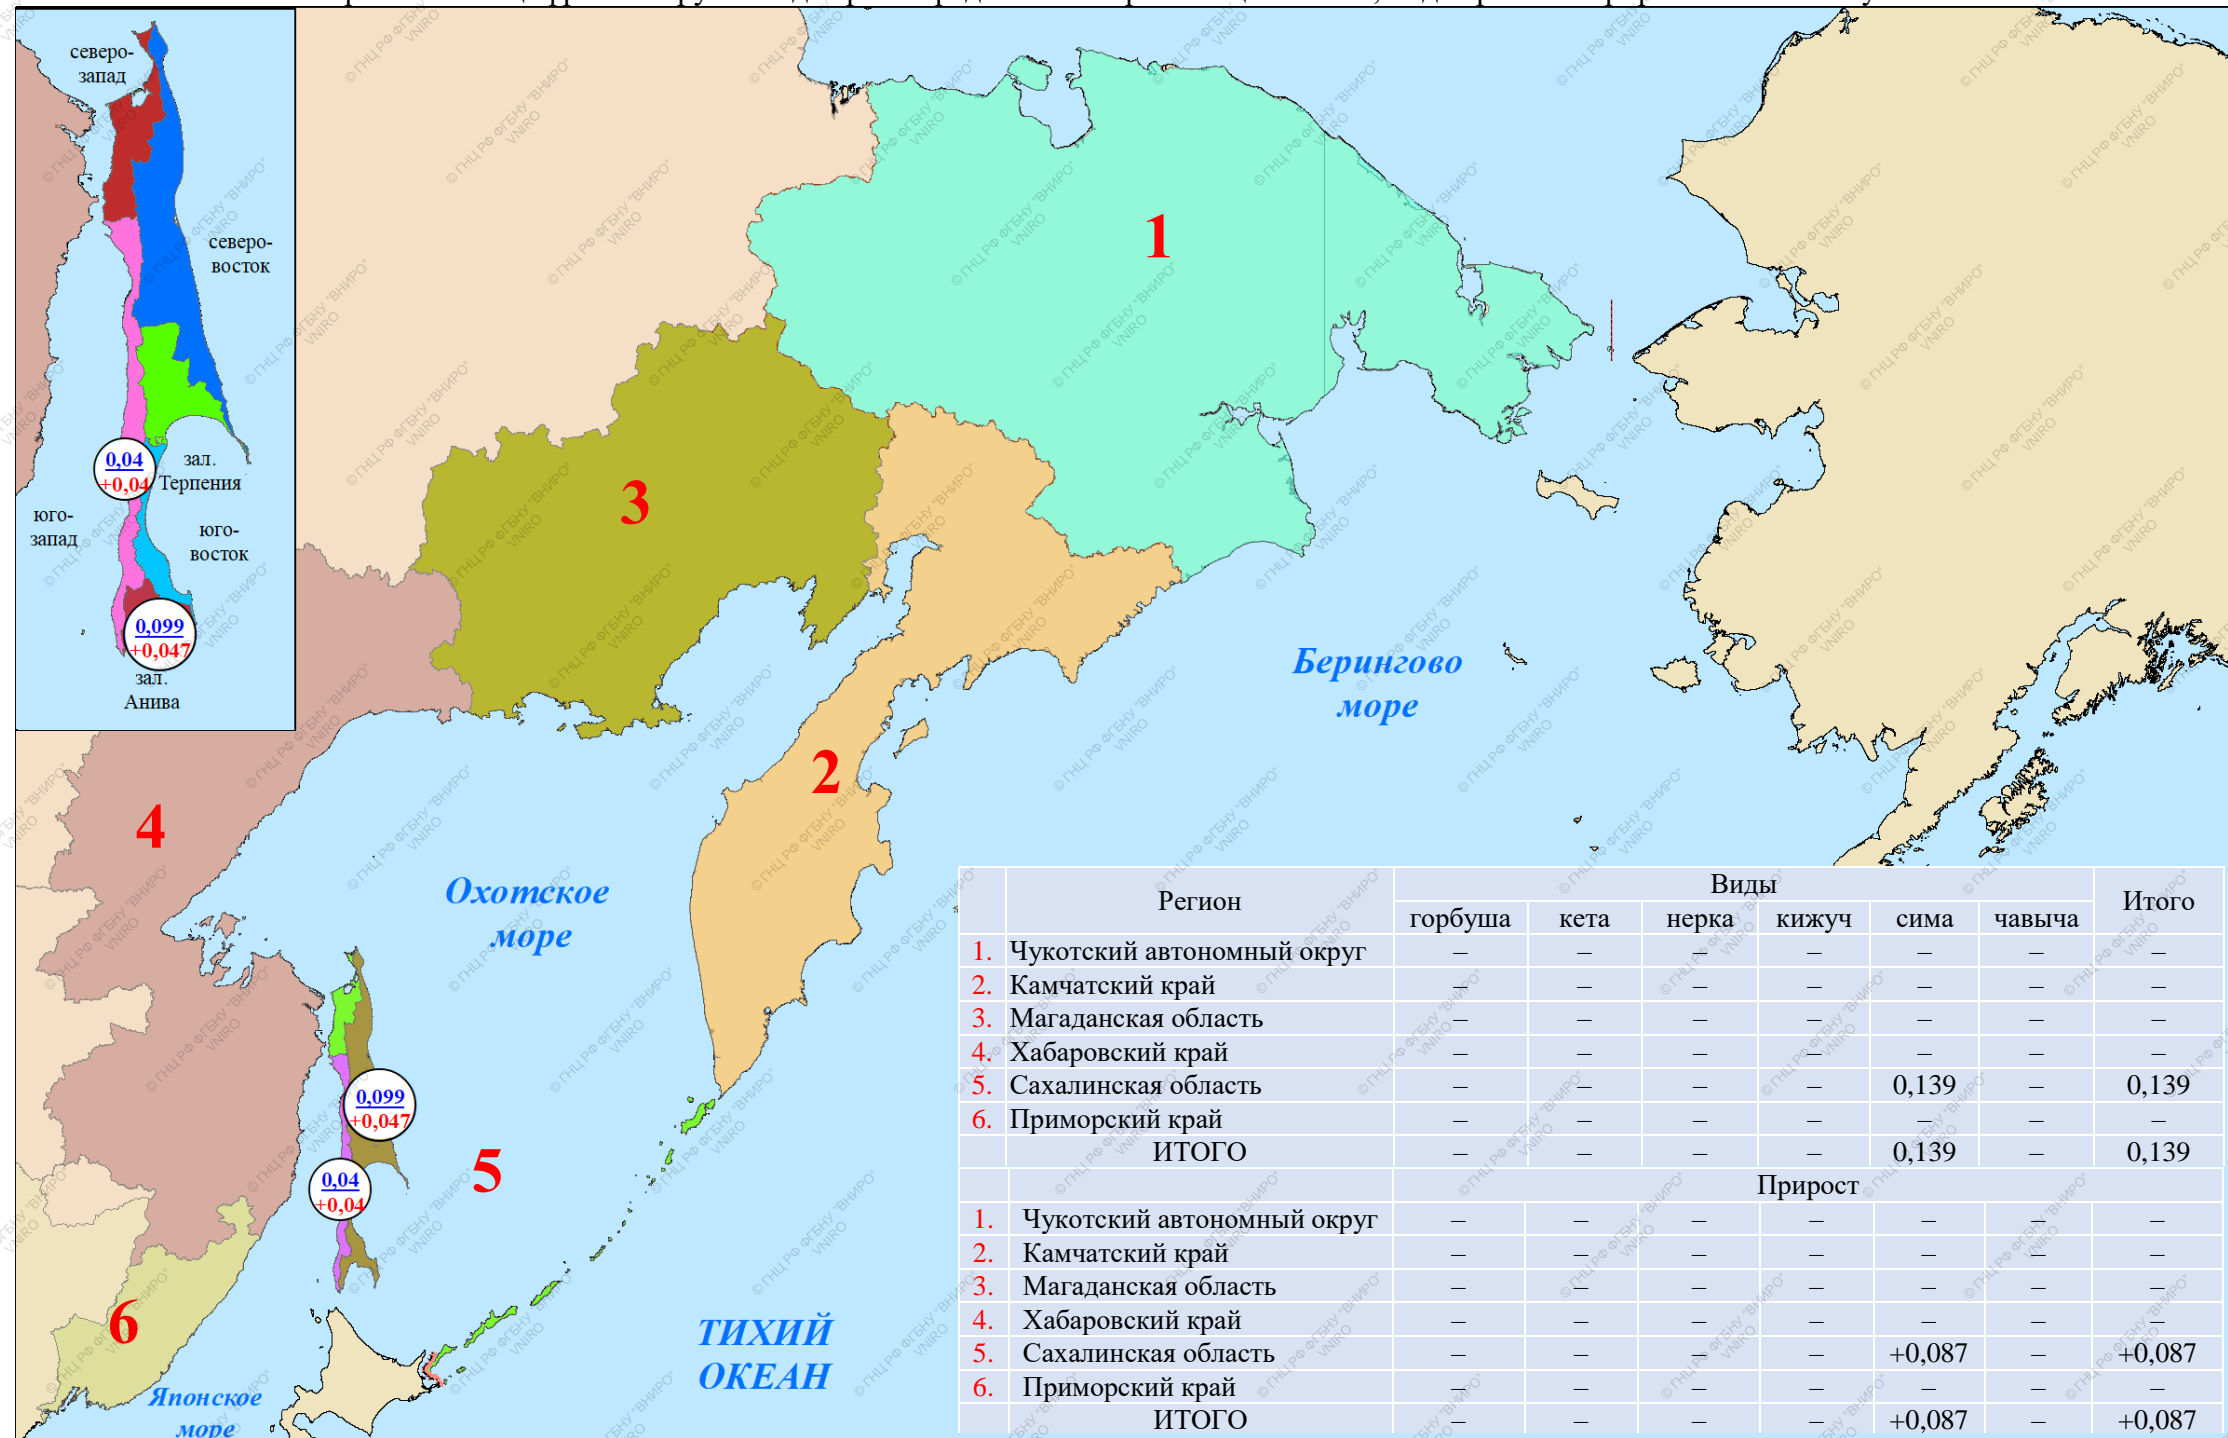 северо-
запад
северо-
восток
0,04
+0,04
зал.
Терпения
юго-
запад
юго-
восток
0,099
+0,047
зал.
Анива
1
2
3
4
5
6
Берингово
море
Охотское
море
0,099
+0,047
0,04
+0,04
ТИХИЙ
ОКЕАН
Японское
море
Регион Виды Итого
горбуша кета нерка кижуч сима чавыча
1. Чукотский автономный округ – – – – – – –
2. Камчатский край – – – – – – –
3. Магаданская область – – – – – – –
4. Хабаровский край – – – – – – –
5. Сахалинская область – – – – 0,139 – 0,139
6. Приморский край – – – – – – –
ИТОГО – – – – 0,139 – 0,139
Прирост
1. Чукотский автономный округ – – – – – – –
2. Камчатский край – – – – – – –
3. Магаданская область – – – – – – –
4. Хабаровский край – – – – – – –
5. Сахалинская область – – – – +0,087 – +0,087
6. Приморский край – – – – – – –
ИТОГО – – – – +0,087 – +0,087
© ГНЦ РФ ФГБНУ "ВНИРО"
VNIRO